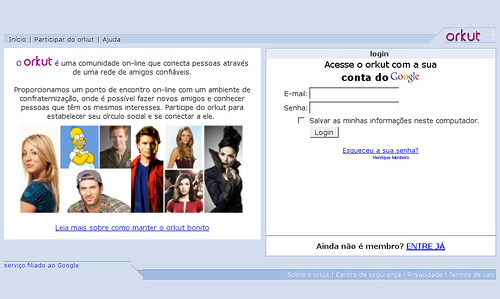 orkut
Início | Participar do orkut | Ajuda
o orkut é uma comunidade on-line que conecta pessoas através
de uma rede de amigos confiáveis.
Proporcionamos um ponto de encontro on-line com um ambiente de
confraternização, onde é possível fazer novos amigos e conhecer
pessoas que têm os mesmos interesses. Participe do orkut para
estabelecer seu círculo social e se conectar a ele.
Leia mais sobre como manter o orkut bonito
login
Acesse o orkut com a sua
conta do Google
E-mail:
Senha:
Salvar as minhas informações neste computador.
Login
Esqueceu a sua senha?
Henrique Monteiro
Ainda não é membro? ENTRE JÁ
serviço filiado ao Google
Sobre o orkut | Centro de segurança | Privacidade | Termos de uso